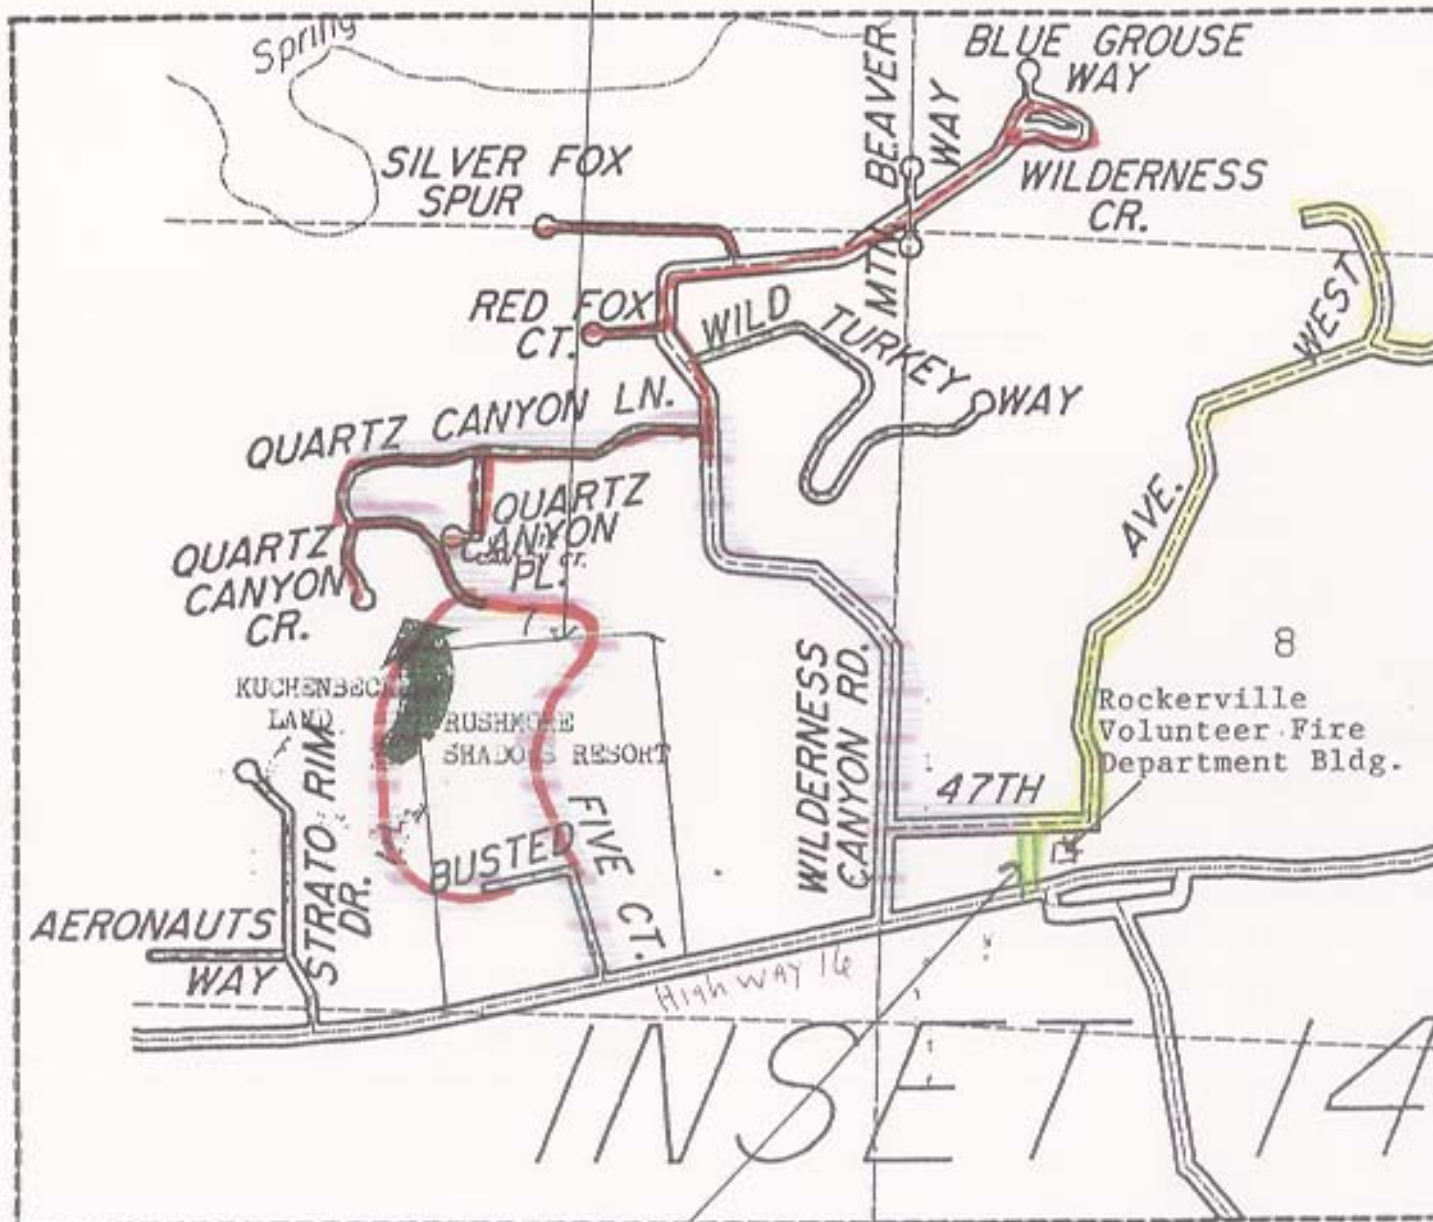 Spring
BLUE GROUSE
WAY
MTN BEAVER
WAY
SILVER FOX
SPUR
WILDERNESS
CR.
RED FOX
CT.
WILD TURKEY WAY
WEST
AVE.
QUARTZ CANYON LN.
QUARTZ
CANYON
PL.
QUARTZ
CANYON
CR.
7
8
KUCHENBECK
LAND
RUSHMORE
SHADOWS RESORT
WILDERNESS
CANYON RD.
Rockerville
Volunteer Fire
Department Bldg.
47TH
STRATO RIM
DR.
BUSTED FIVE CT.
AERONAUTS
WAY
HighWAY 16
INSET 14